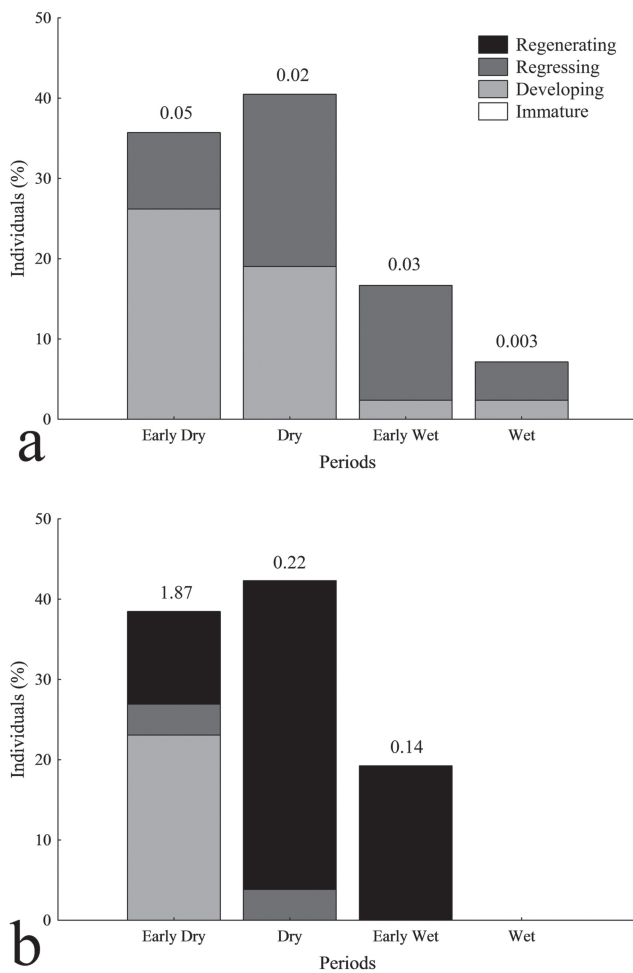 50
40
30
20
10
0
Individuals (%)
0.05
0.02
0.03
0.003
Regenerating
Regressing
Developing
Immature
Early Dry
Dry
Early Wet
Wet
Periods
a
50
40
30
20
10
0
Individuals (%)
1.87
0.22
0.14
Early Dry
Dry
Early Wet
Wet
Periods
b